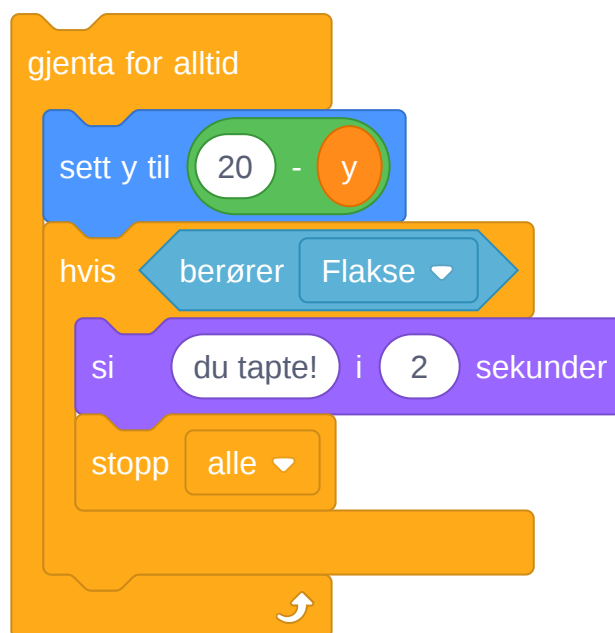 gjenta for alltid
sett y til 20 - y
hvis berører Flakse
si du tapte! i 2 sekunder
stopp alle